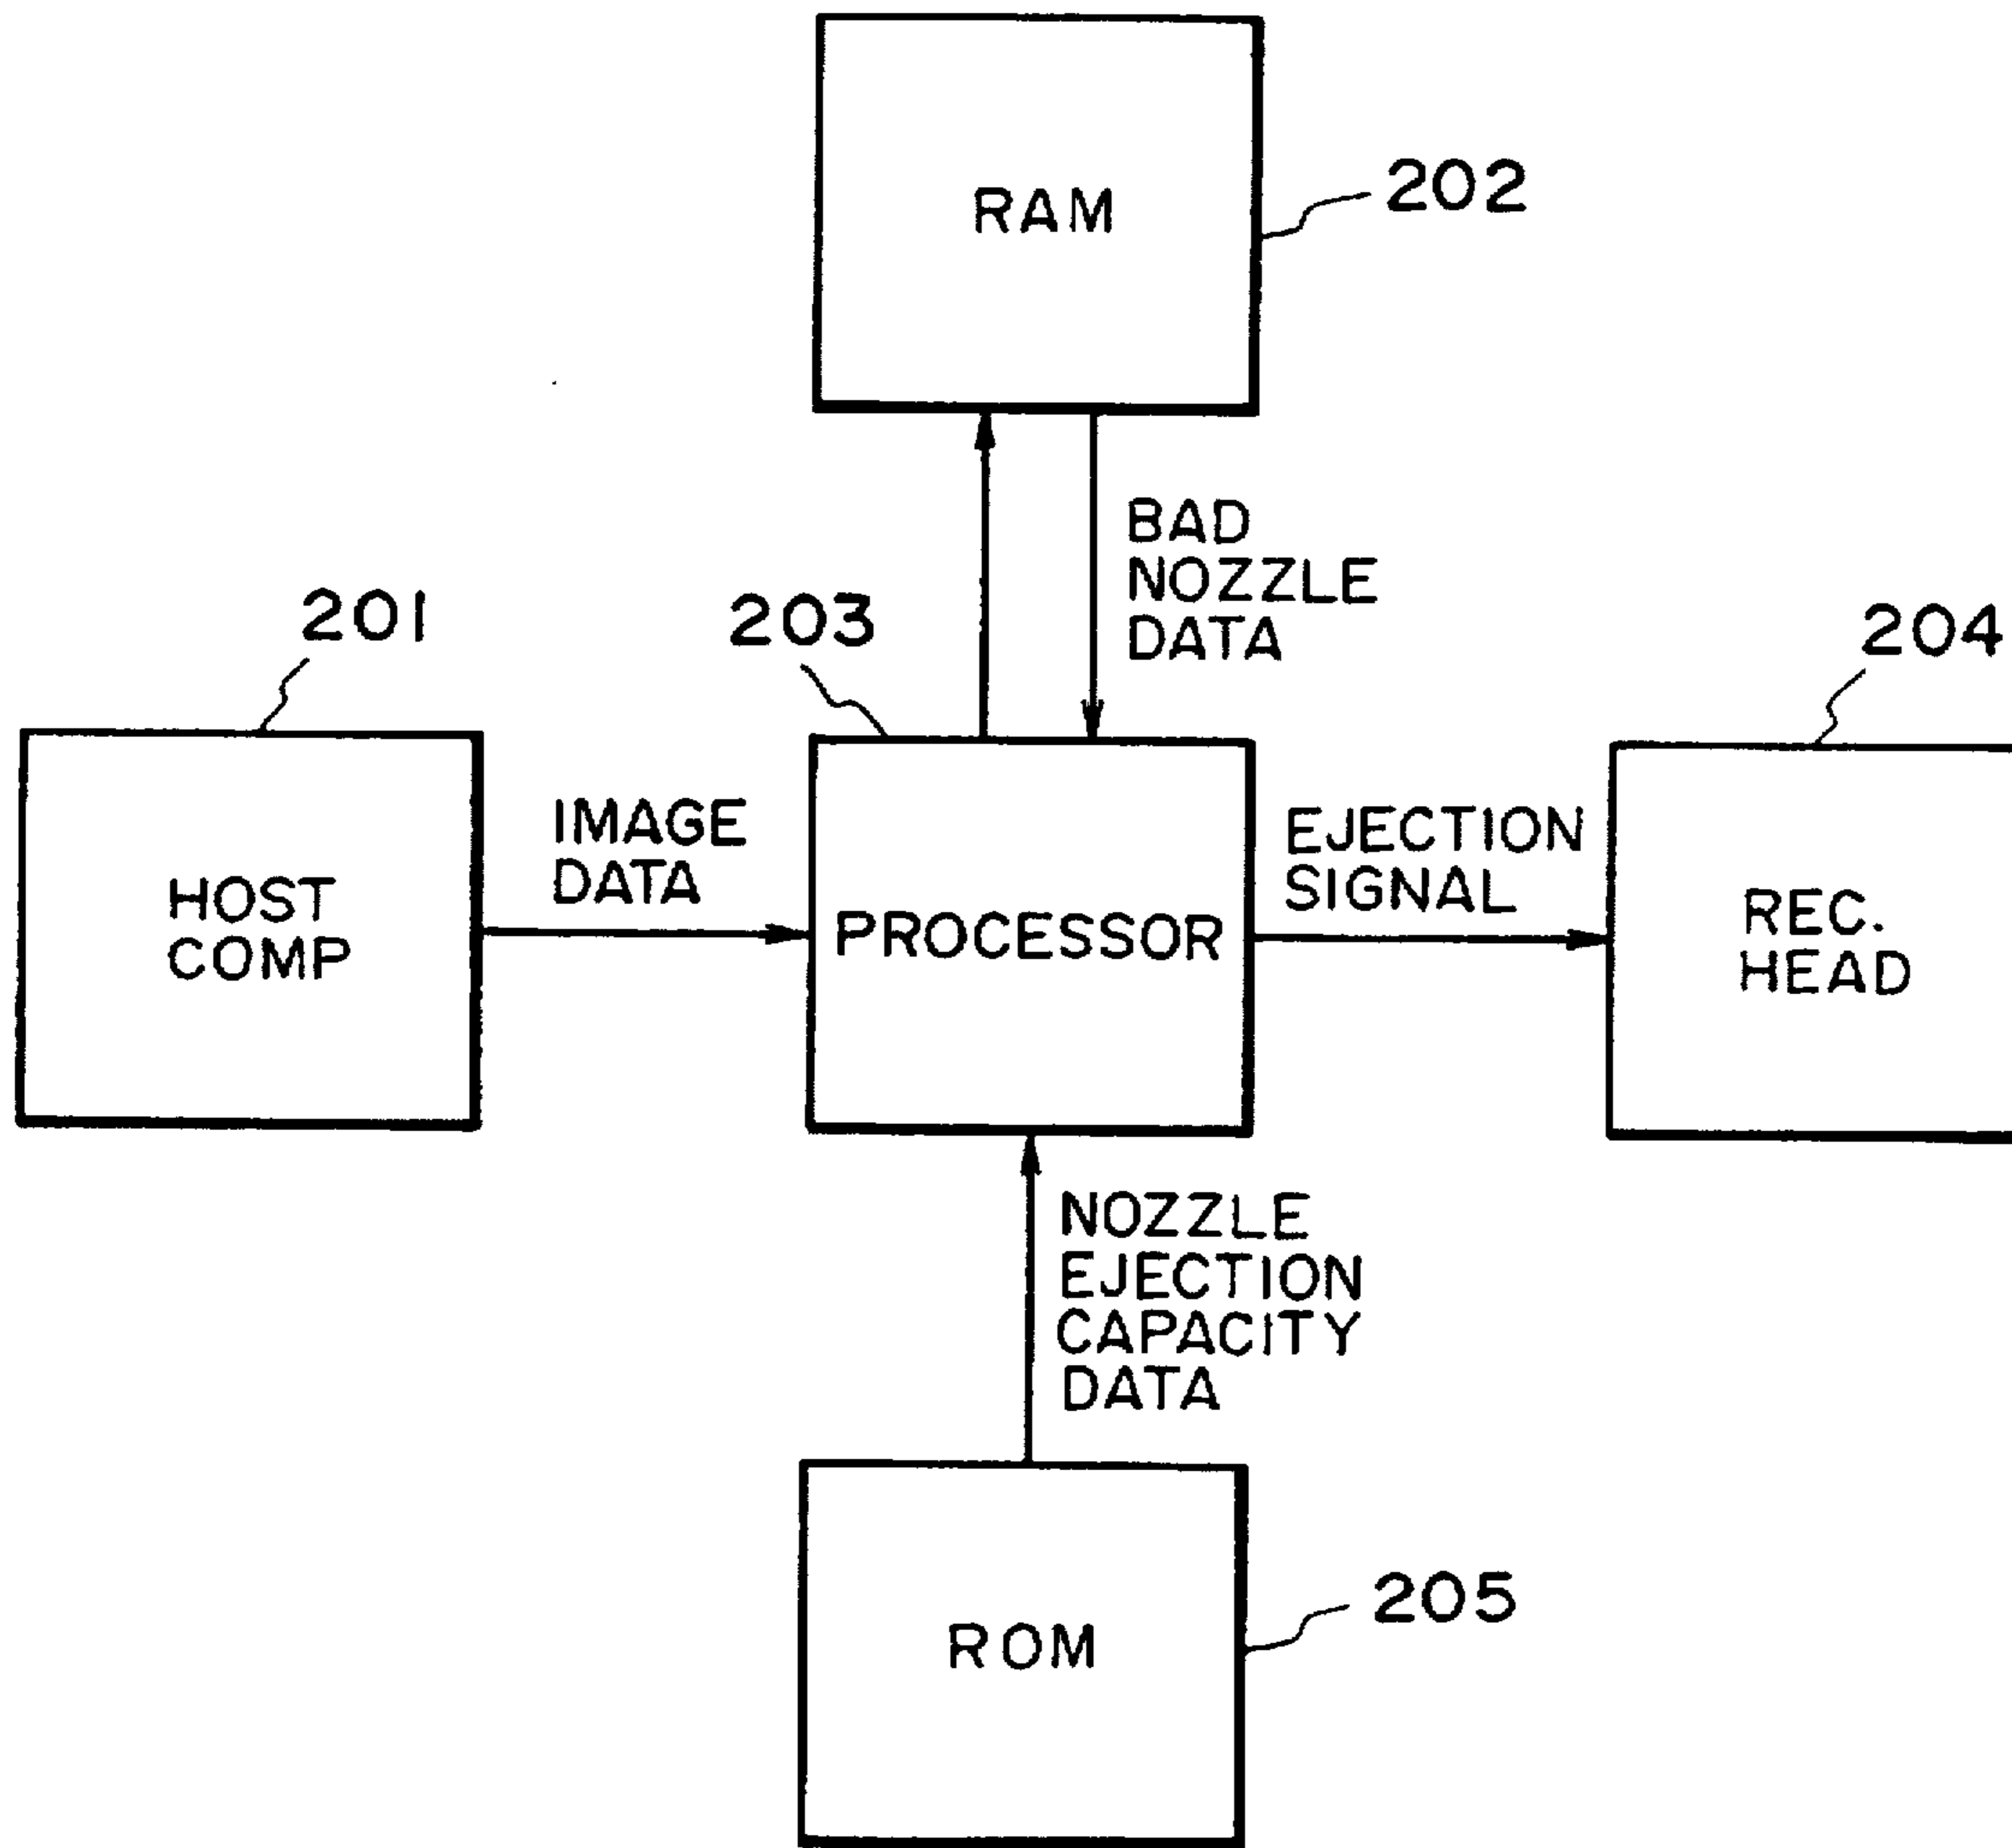 RAM
202
BAD
NOZZLE
DATA
201
203
204
HOST
COMP
IMAGE
DATA
PROCESSOR
EJECTION
SIGNAL
REC.
HEAD
NOZZLE
EJECTION
CAPACITY
DATA
ROM
205